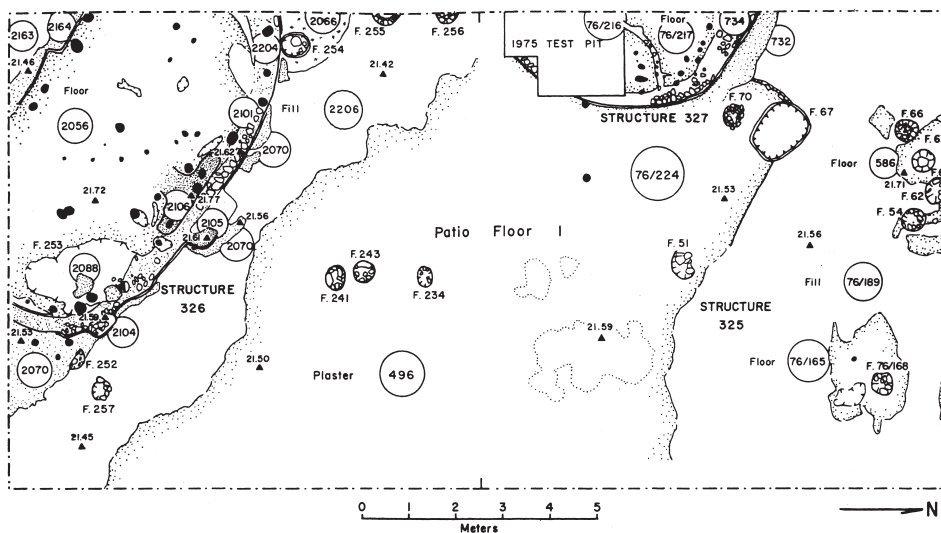 2163
2164
2204
2066
F. 254
F. 255
F. 256
76/216
Floor
76/217
734
732
1975 TEST PIT
21.46
21.42
Floor
2056
2101
Fill
2206
2070
21.62
STRUCTURE 327
F. 70
F. 67
F. 66
Floor
586
21.71
F. 62
F. 54
76/224
21.53
21.72
2106
21.77
2105
21.56
2070
F. 253
2088
Patio Floor 1
21.56
F. 243
F. 241
F. 234
F. 51
STRUCTURE
326
Fill
76/189
STRUCTURE
325
21.59
2104
21.53
2070
F. 252
F. 257
21.50
21.59
Plaster
496
Floor
76/165
F. 76/168
21.45
0 1 2 3 4 5
Meters
N